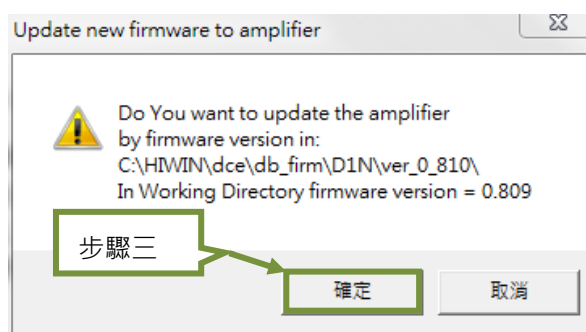 Update new firmware to amplifier
Do You want to update the amplifier
by firmware version in:
C:\HIWIN\dce\db_firm\D1N\ver_0_810\
In Working Directory firmware version = 0.809
步驟三
確定
取消